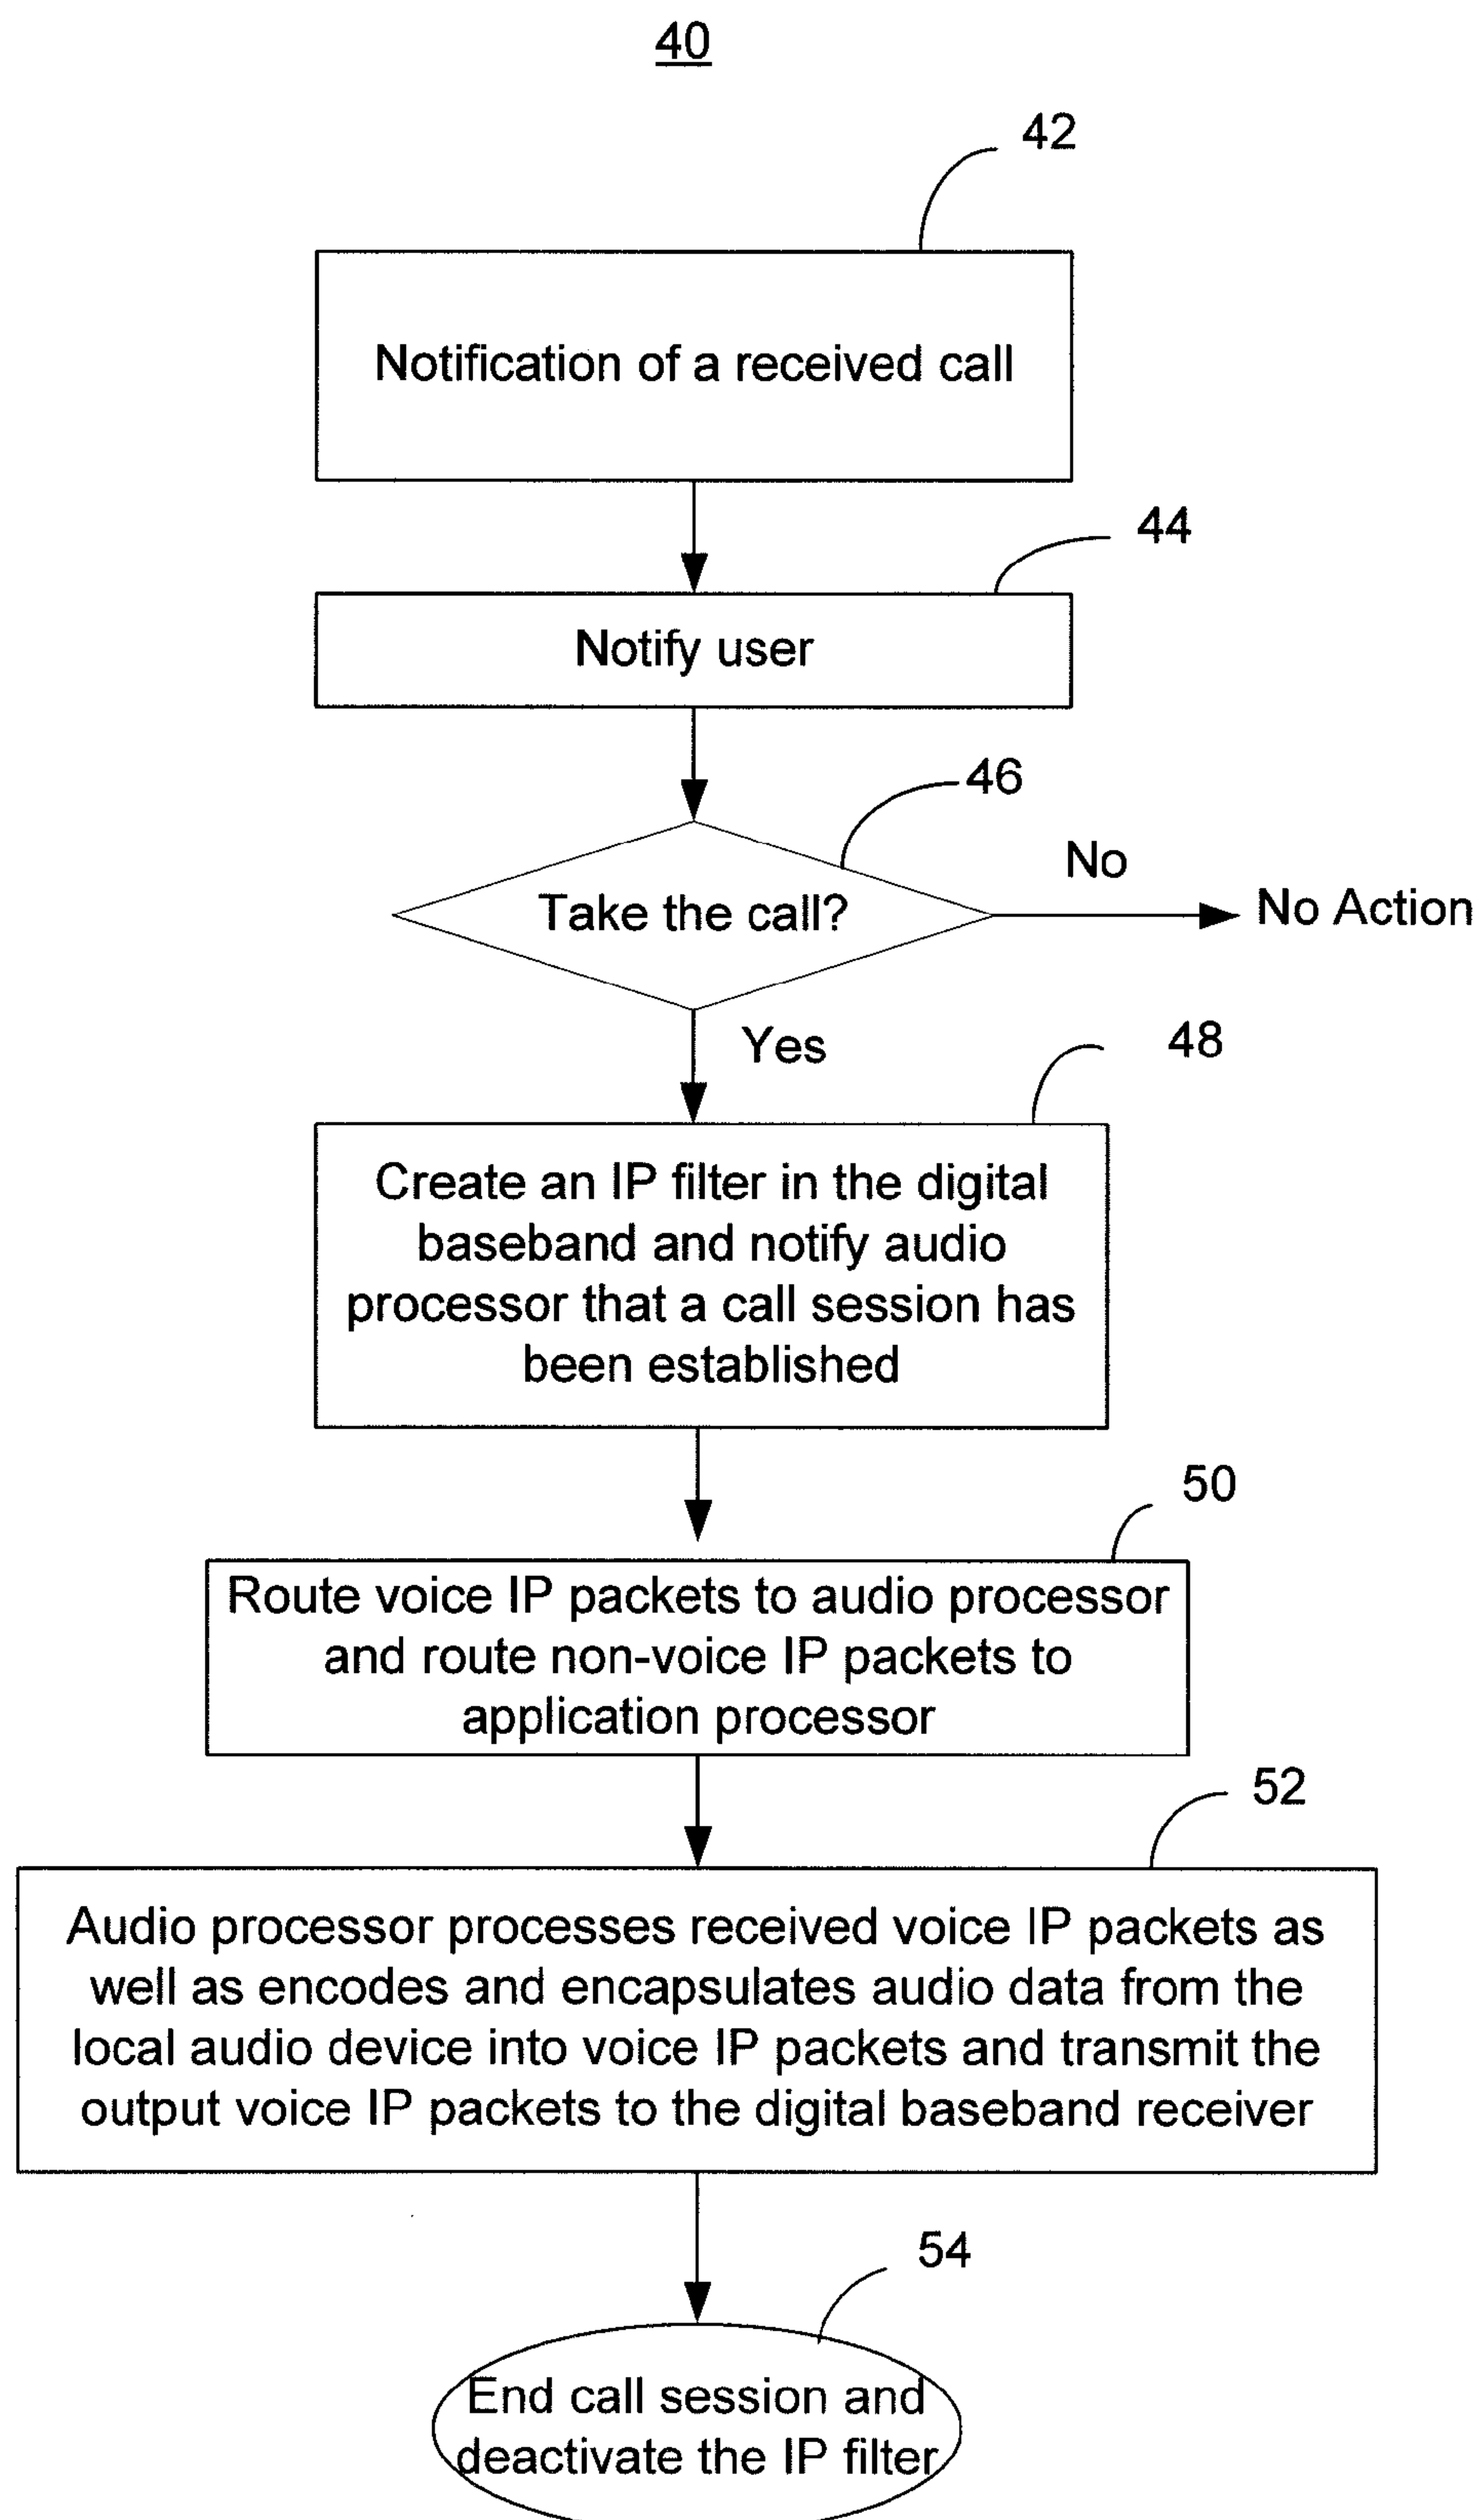 40
42
Notification of a received call
44
Notify user
46
Take the call?
No
No Action
Yes
48
Create an IP filter in the digital
baseband and notify audio
processor that a call session has
been established
50
Route voice IP packets to audio processor
and route non-voice IP packets to
application processor
52
Audio processor processes received voice IP packets as
well as encodes and encapsulates audio data from the
local audio device into voice IP packets and transmit the
output voice IP packets to the digital baseband receiver
54
End call session and
deactivate the IP filter